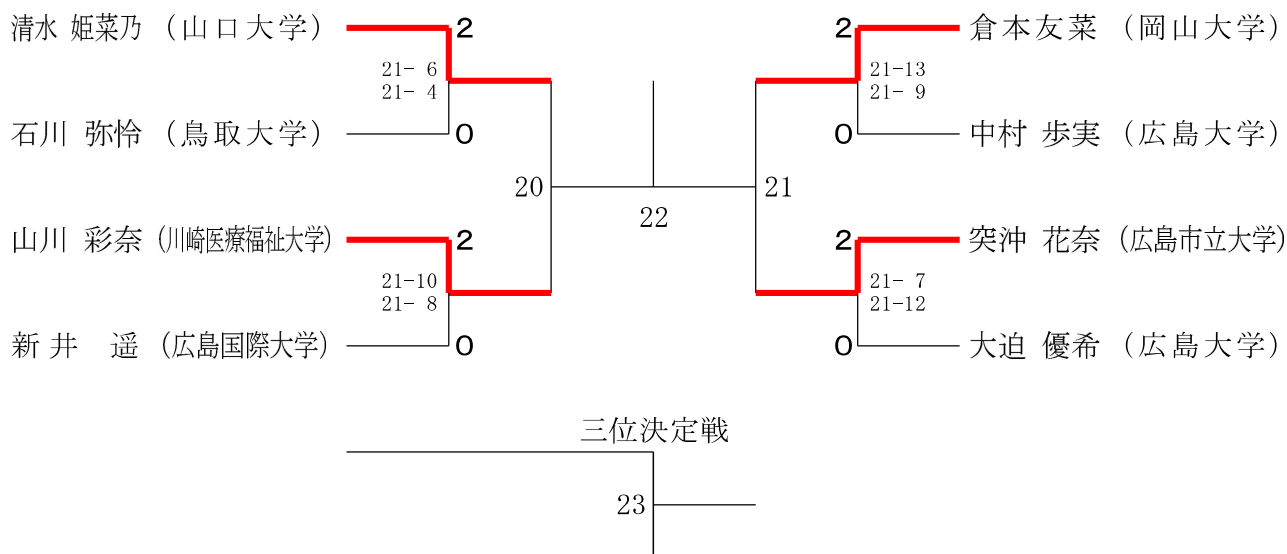 清水 姫菜乃 (山口大学) 2 2 倉本友菜 (岡山大学)
21- 6 21-13
21- 4 21- 9
石川 弥怜 (鳥取大学) 0 0 中村 歩実 (広島大学)
20 21
22
山川 彩奈 (川崎医療福祉大学) 2 2 突沖 花奈 (広島市立大学)
21-10 21- 7
21- 8 21-12
新井 遥 (広島国際大学) 0 0 大迫 優希 (広島大学)
三位決定戦
23